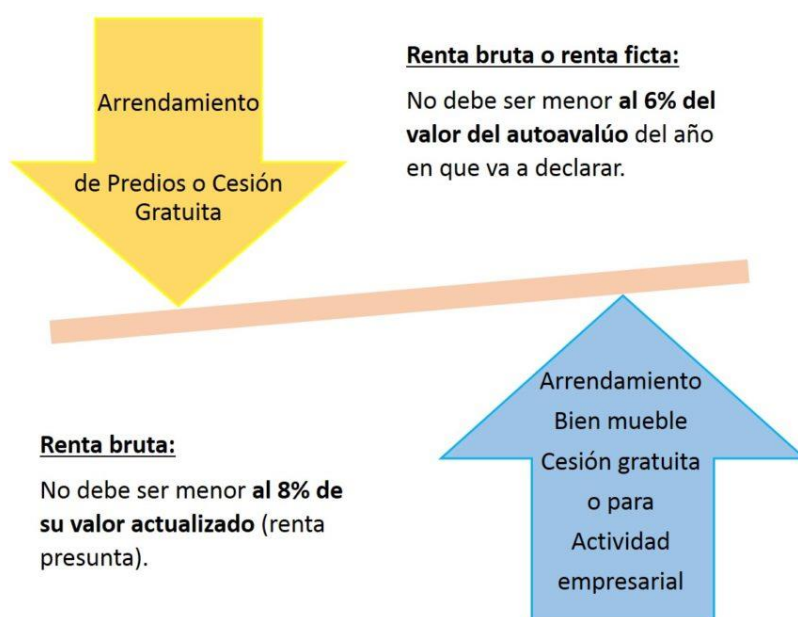 Arrendamiento
de Predios o Cesión
Gratuita
Renta bruta o renta ficta:
No debe ser menor al 6% del
valor del autoavalúo del año
en que va a declarar.
Renta bruta:
No debe ser menor al 8% de
su valor actualizado (renta
presunta).
Arrendamiento
Bien mueble
Cesión gratuita
o para
Actividad
empresarial